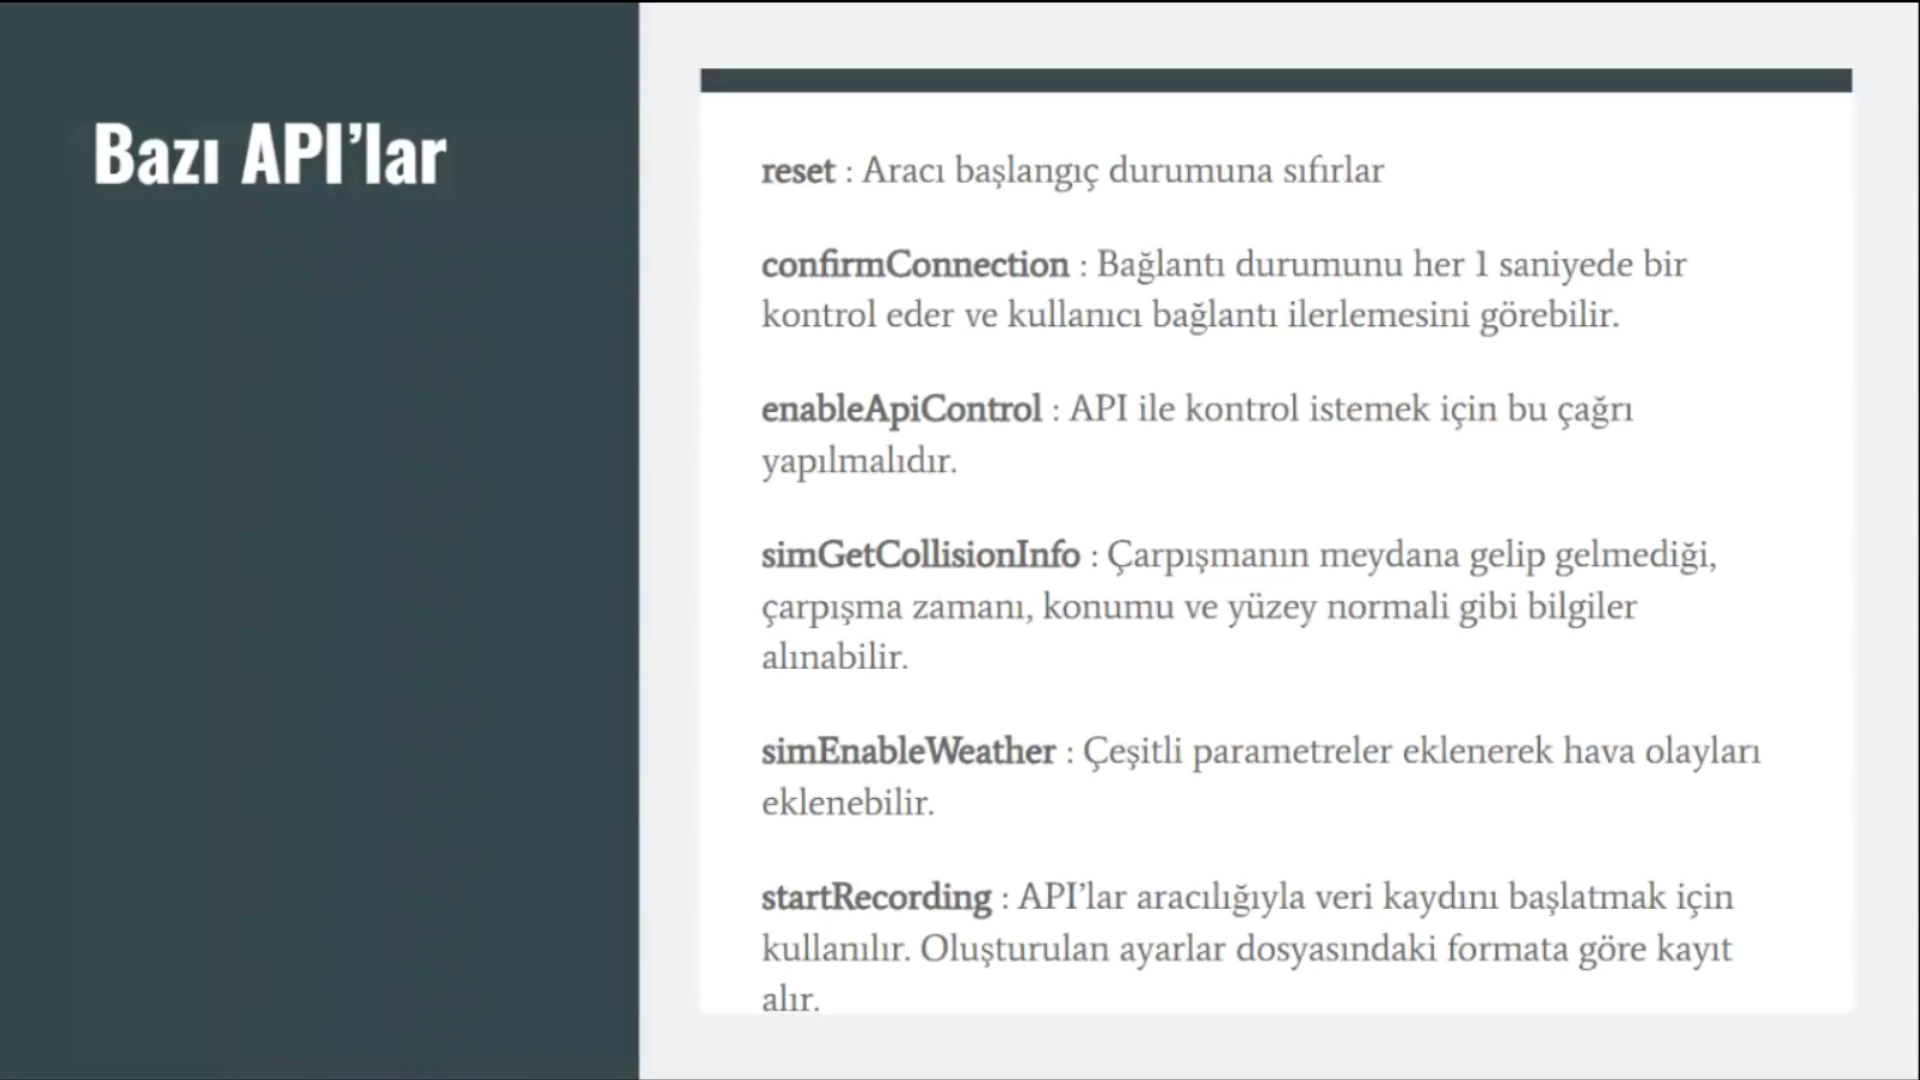 Bazı API’lar
reset : Aracı başlangıç durumuna sıfırlar
confirmConnection : Bağlantı durumunu her 1 saniyede bir
kontrol eder ve kullanıcı bağlantı ilerlemesini görebilir.
enableApiControl : API ile kontrol istemek için bu çağrı
yapılmalıdır.
simGetCollisionInfo : Çarpışmanın meydana gelip gelmediği,
çarpışma zamanı, konumu ve yüzey normali gibi bilgiler
alınabilir.
simEnableWeather : Çeşitli parametreler eklenerek hava olayları
eklenebilir.
startRecording : API’lar aracılığıyla veri kaydını başlatmak için
kullanılır. Oluşturulan ayarlar dosyasındaki formata göre kayıt
alır.